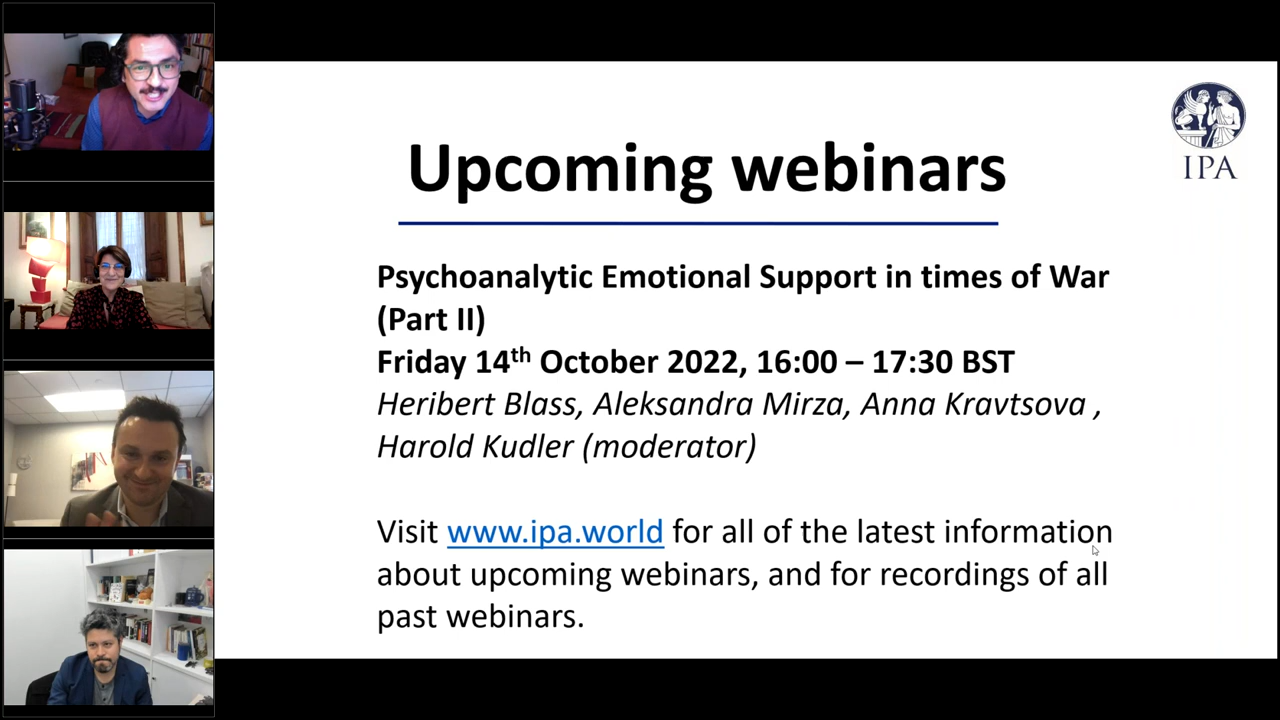 Upcoming webinars
IPA
Psychoanalytic Emotional Support in times of War
(Part II)
Friday 14th October 2022, 16:00 – 17:30 BST
Heribert Blass, Aleksandra Mirza, Anna Kravtsova ,
Harold Kudler (moderator)
Visit www.ipa.world for all of the latest information
about upcoming webinars, and for recordings of all
past webinars.